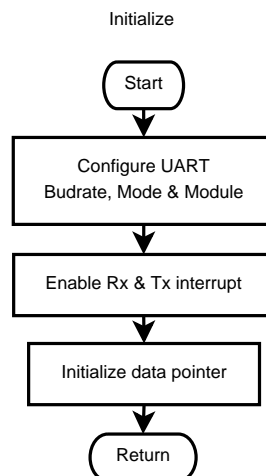 Initialize
Start
Configure UART
Budrate, Mode & Module
Enable Rx & Tx interrupt
Initialize data pointer
Return